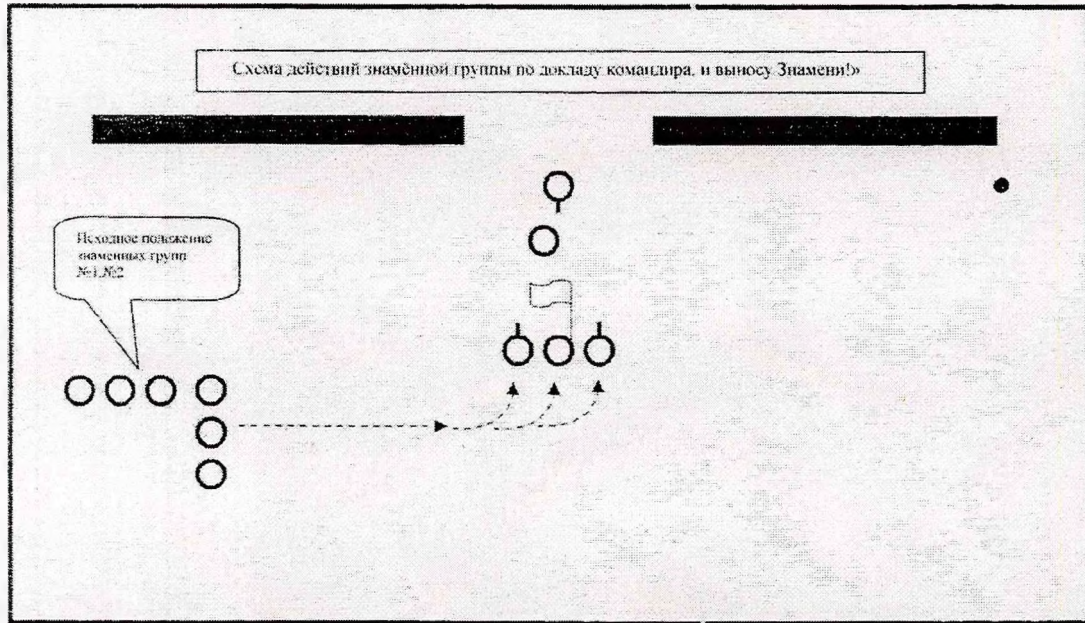 Схема действий знамённой группы по докладу командира, и выносу Знамени!»
Исходное положение
знаменных групп
№1,№2